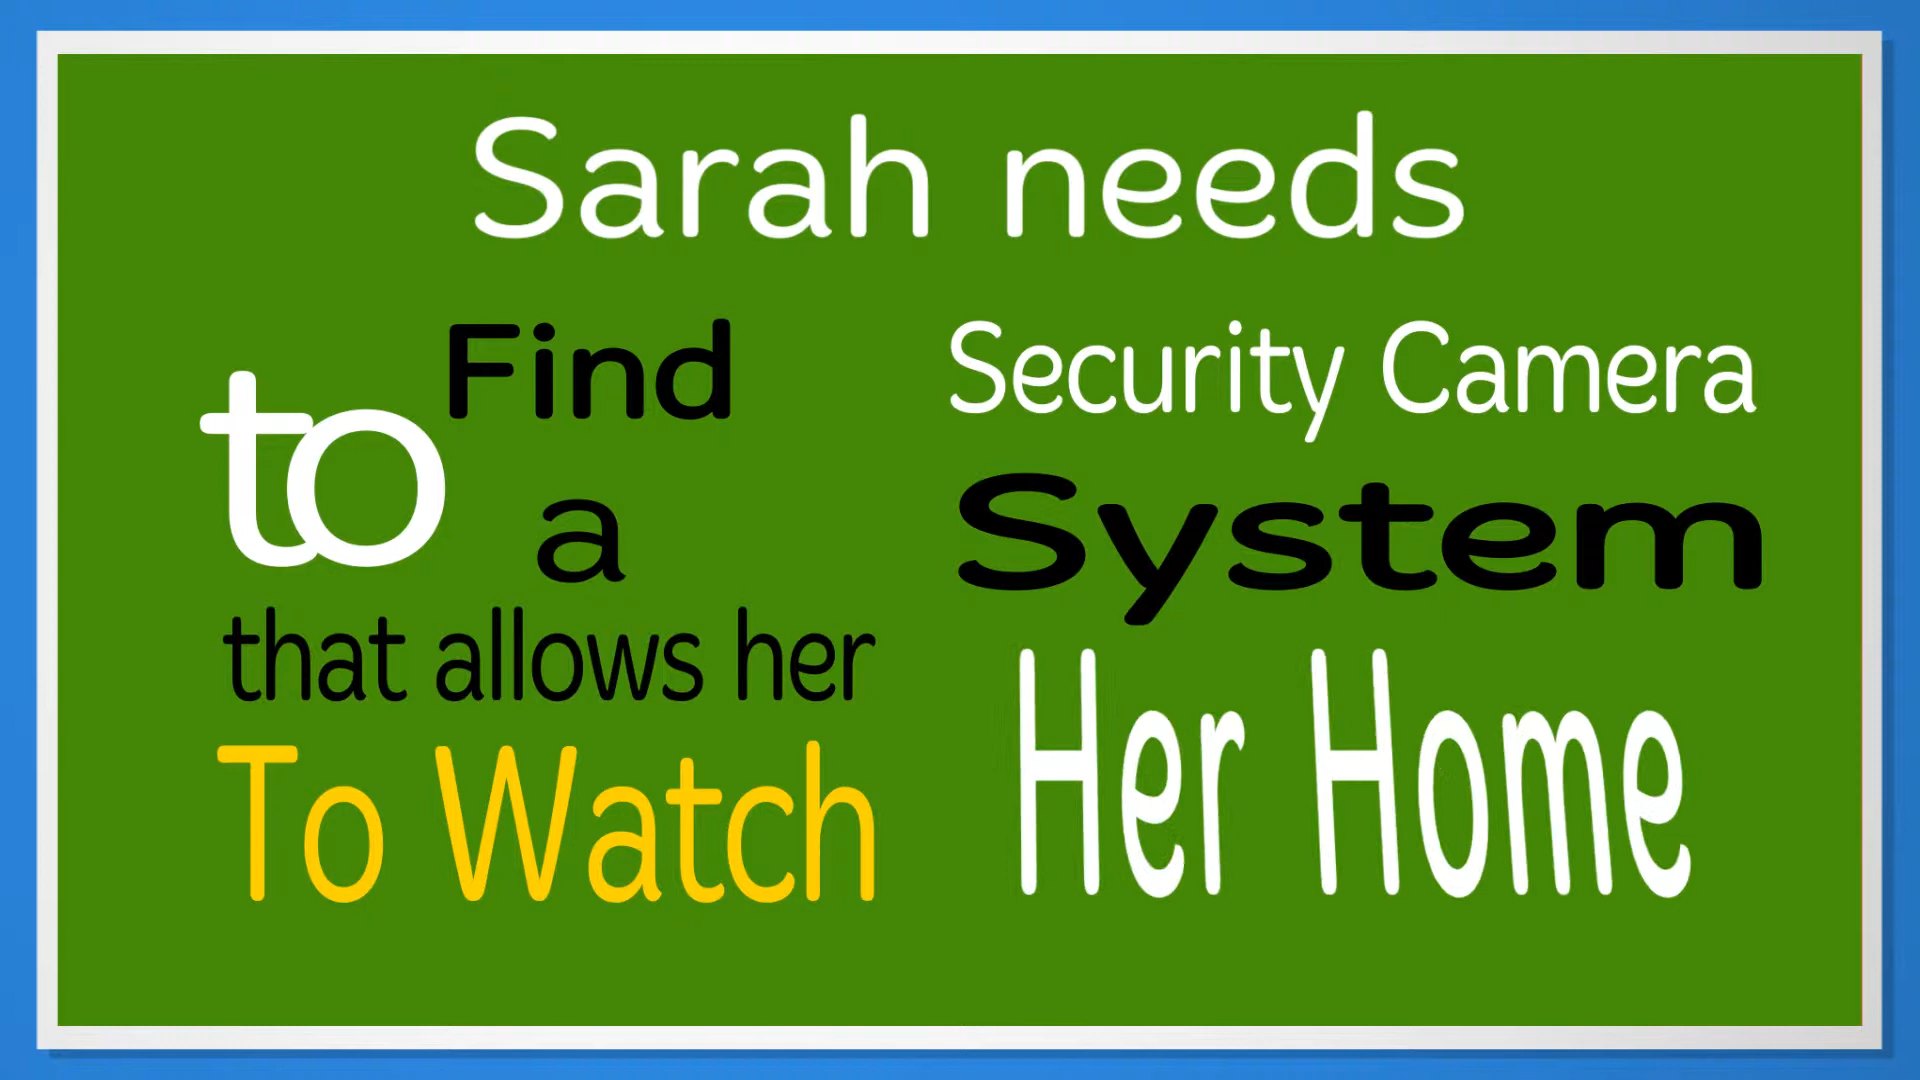 Sarah needs
to Find a
Security Camera
System
that allows her
To Watch
Her Home